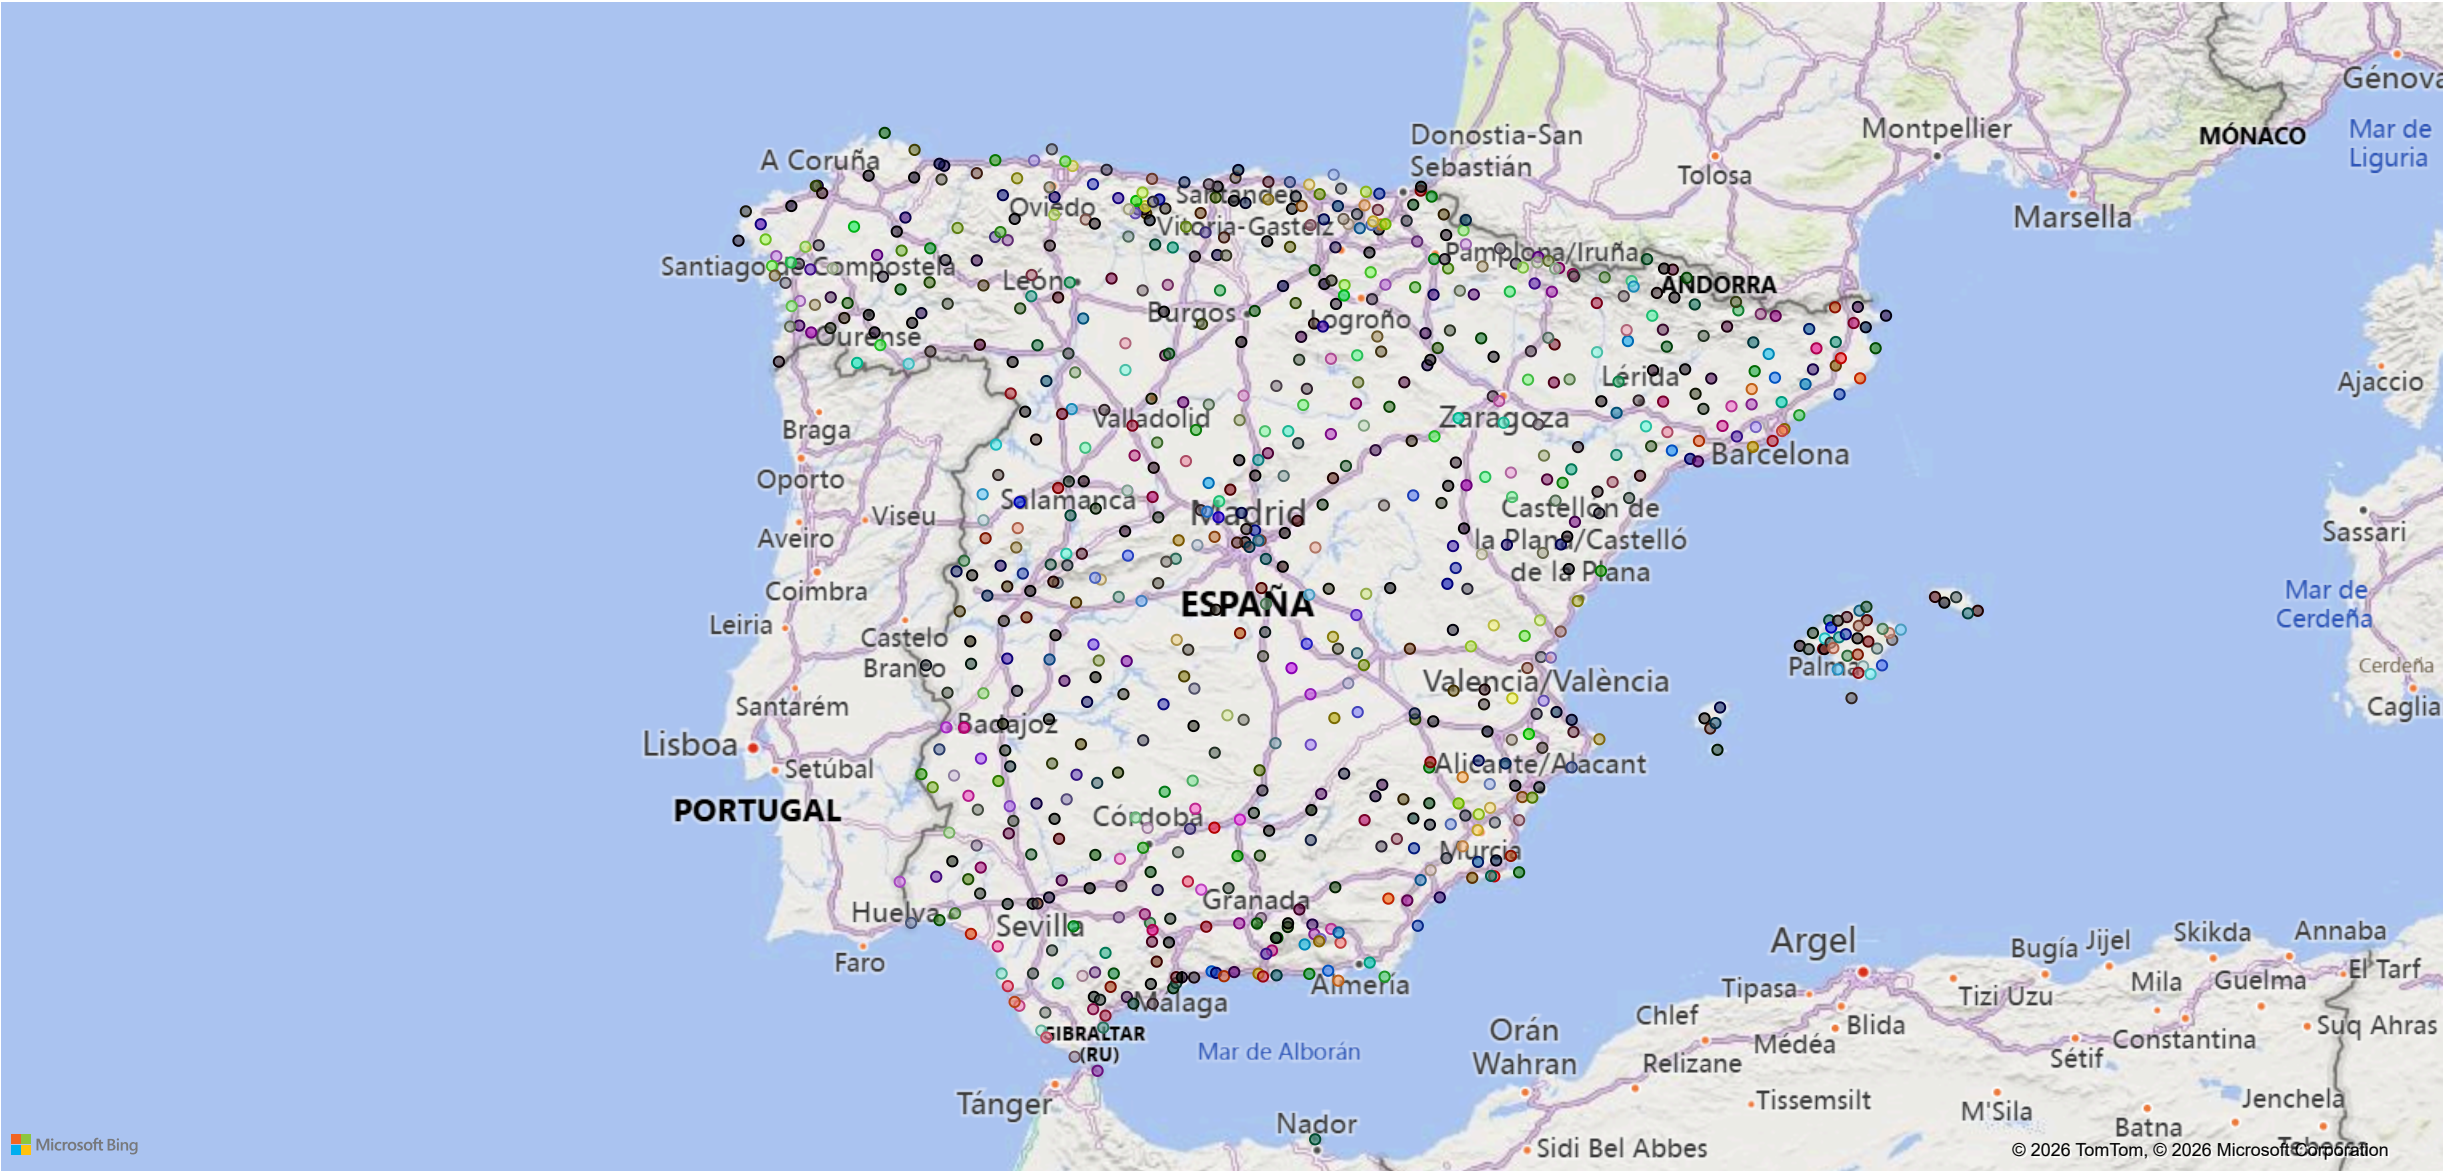 Génova
Donostia-San
Sebastián
Montpellier
MÓNACO
Mar de
Liguria
A Coruña
Tolosa
Marsella
Oviedo
Santander
Vitoria-Gasteiz
Santiago de Compostela
Pamplona/Iruña
León
ANDORRA
Burgos
Logroño
Ourense
Ajaccio
Lérida
Braga
Valladolid
Zaragoza
Barcelona
Oporto
Salamanca
Viseu
Madrid
Castellón de
la Plana/Castelló
de la Plana
Sassari
Aveiro
Coimbra
ESPAÑA
Mar de
Cerdeña
Leiria
Castelo
Branco
Palma
Cerdeña
Valencia/València
Santarém
Caglia
Badajoz
Lisboa
Setúbal
Alicante/Alacant
PORTUGAL
Córdoba
Murcia
Huelva
Sevilla
Granada
Faro
Argel
Bugía
Jijel
Skikda
Annaba
El Tarf
Almería
Málaga
Tipasa
Tizi Uzu
Mila
Guelma
GIBRALTAR
(RU)
Mar de Alborán
Orán
Wahran
Chlef
Blida
Médéa
Relizane
Sétif
Constantina
Suq Ahras
Tánger
Nador
Tissemsilt
M'Sila
Jenchela
Batna
Sidi Bel Abbes
Tebessa
Microsoft Bing
© 2026 TomTom, © 2026 Microsoft Corporation